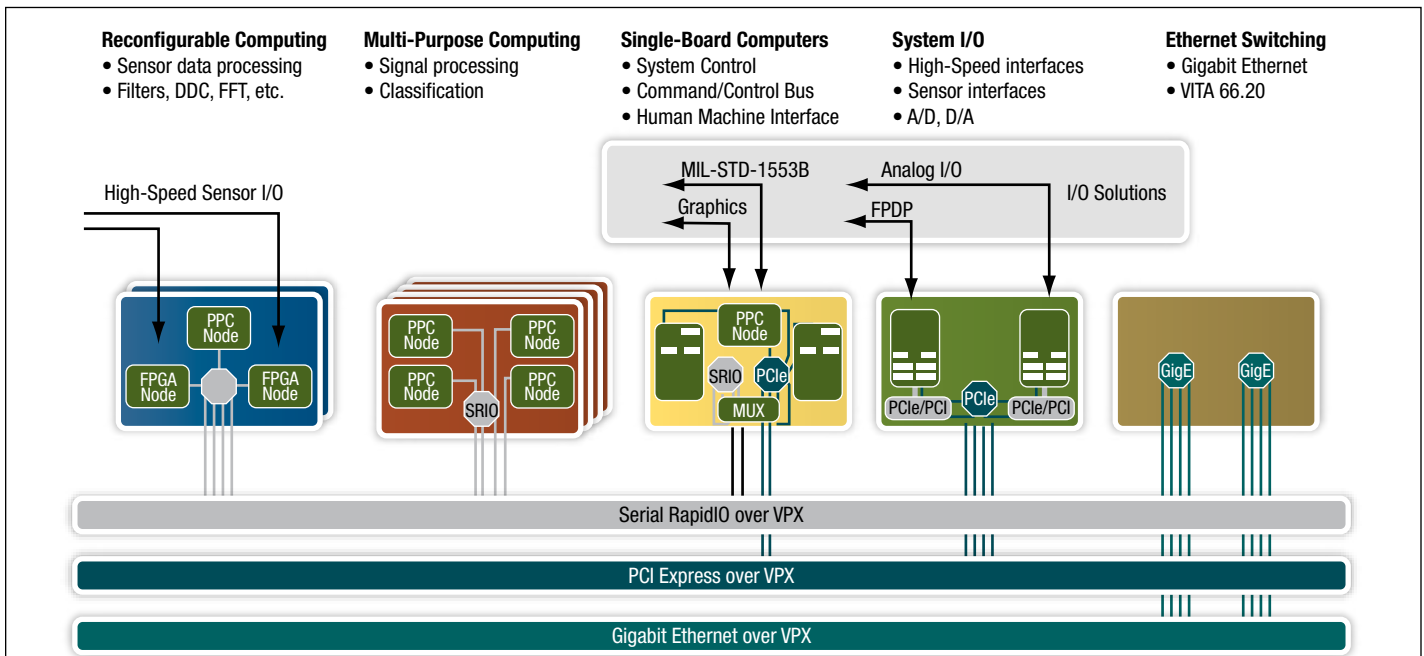 Reconfigurable Computing
• Sensor data processing
• Filters, DDC, FFT, etc.
Multi-Purpose Computing
• Signal processing
• Classification
Single-Board Computers
• System Control
• Command/Control Bus
• Human Machine Interface
System I/O
• High-Speed interfaces
• Sensor interfaces
• A/D, D/A
Ethernet Switching
• Gigabit Ethernet
• VITA 66.20
High-Speed Sensor I/O
MIL-STD-1553B
Graphics
Analog I/O
FPDP
I/O Solutions
PPC
Node
FPGA
Node
FPGA
Node
PPC
Node
PPC
Node
PPC
Node
PPC
Node
SRIO
PPC
Node
SRIO
PCIe
MUX
PCIe/PCI
PCIe
PCIe/PCI
GigE
GigE
Serial RapidIO over VPX
PCI Express over VPX
Gigabit Ethernet over VPX